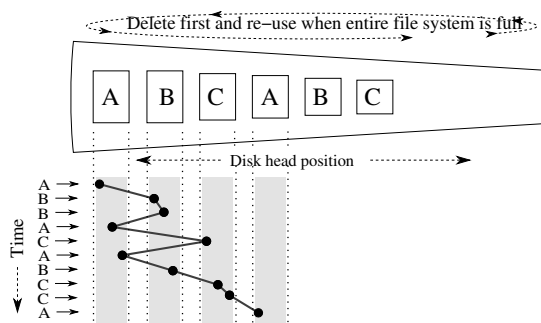 Delete first and re-use when entire file system is full
A B C A B C
Disk head position
Time
A
B
B
A
C
A
B
C
C
A